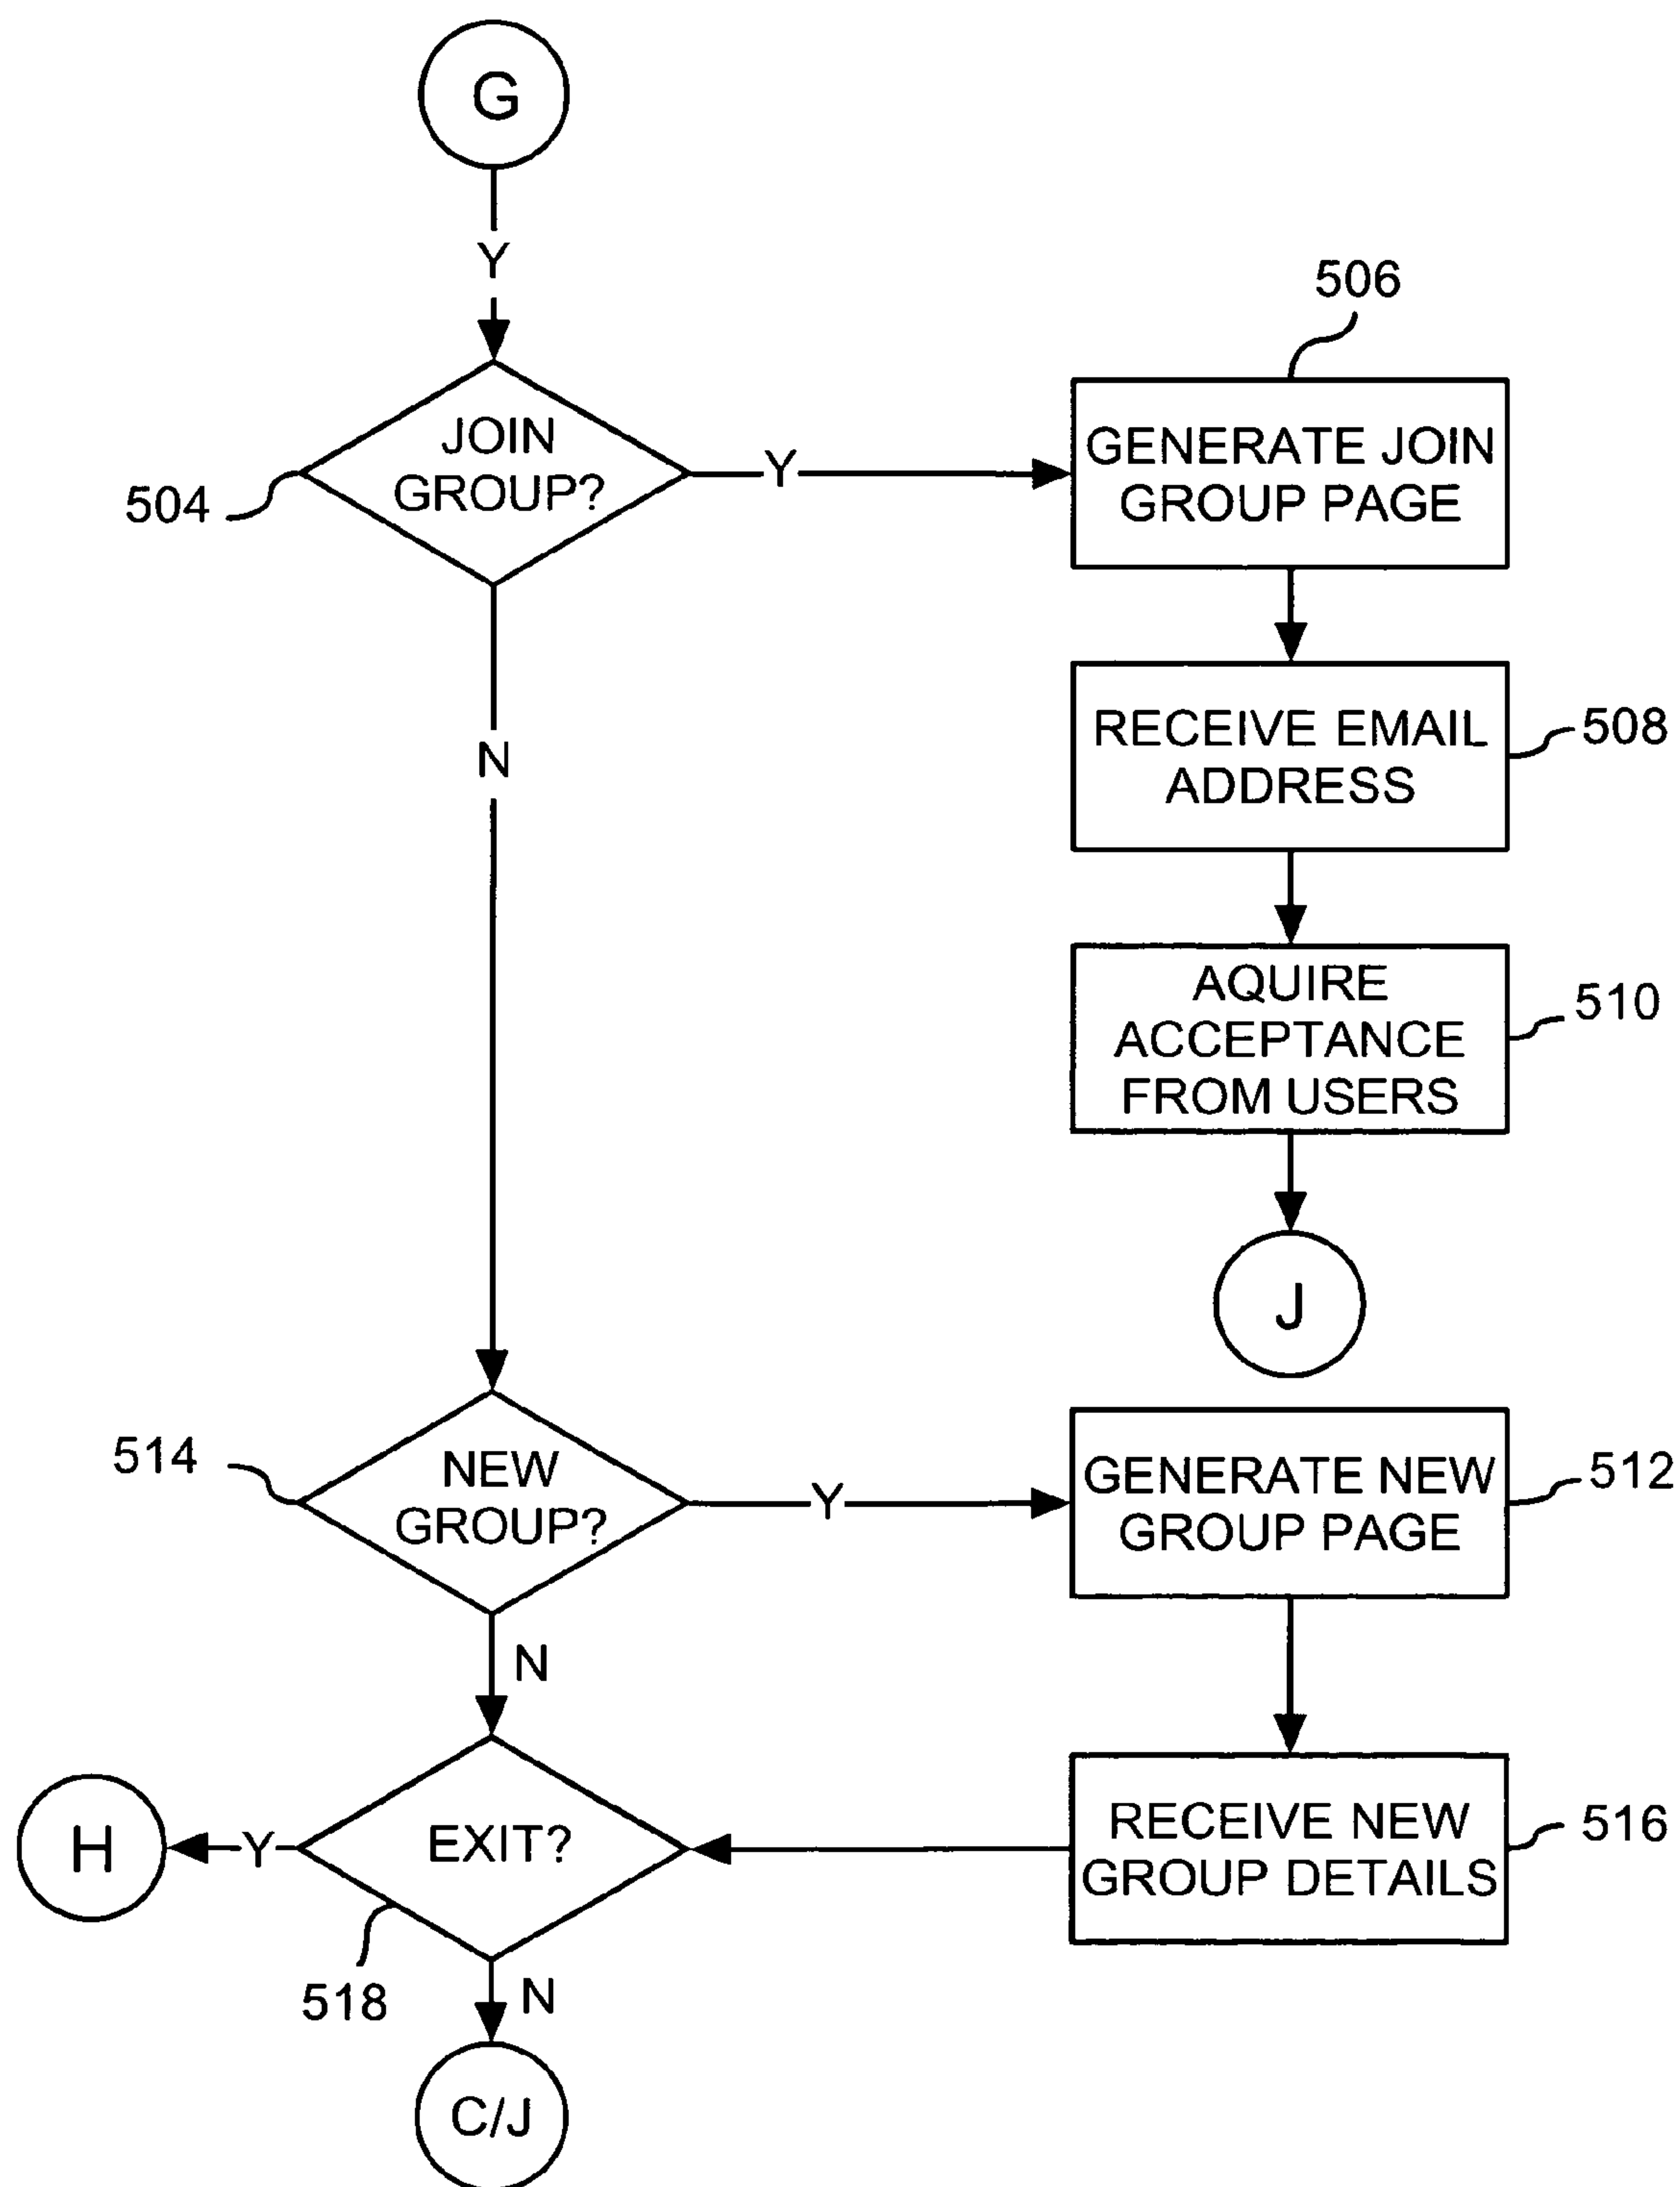 G
Y
506
JOIN
GROUP?
504
Y
GENERATE JOIN
GROUP PAGE
N
RECEIVE EMAIL
ADDRESS
508
AQUIRE
ACCEPTANCE
FROM USERS
510
J
514
NEW
GROUP?
Y
GENERATE NEW
GROUP PAGE
512
N
H
Y
EXIT?
RECEIVE NEW
GROUP DETAILS
516
518
N
C/J